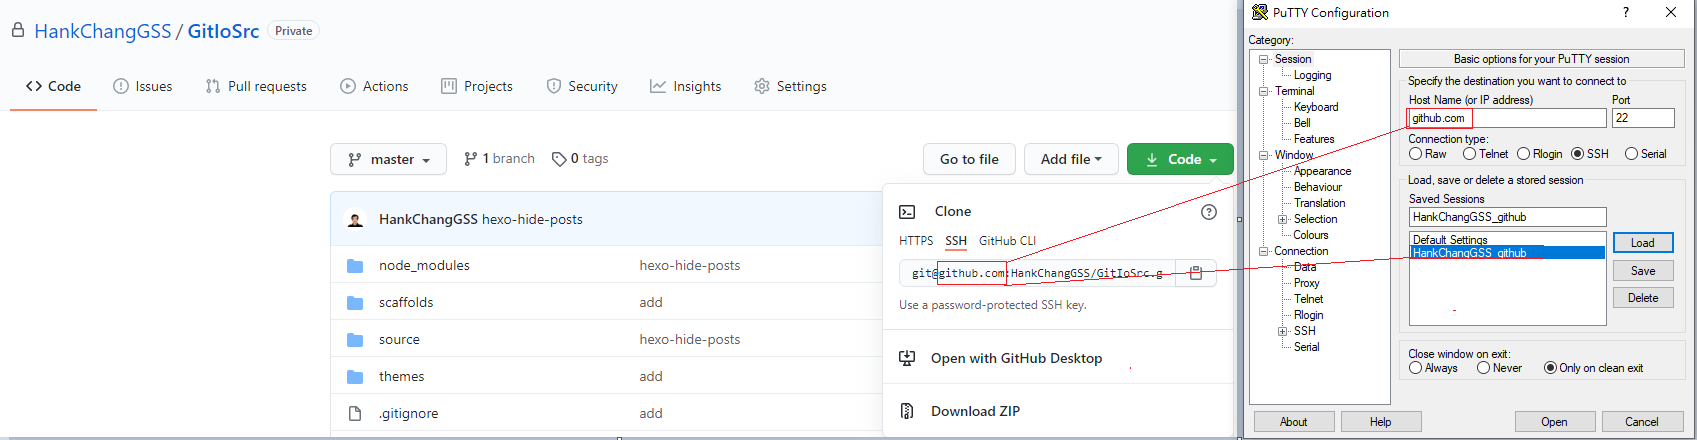 HankChangGSS / GitIoSrc Private
Code Issues Pull requests Actions Projects Security Insights Settings
master 1 branch 0 tags Go to file Add file Code
HankChangGSS hexo-hide-posts
node_modules hexo-hide-posts
scaffolds add
source hexo-hide-posts
themes add
.gitignore add
Clone
HTTPS SSH GitHub CLI
git@github.com:HankChangGSS/GitIoSrc.g
Use a password-protected SSH key.
Open with GitHub Desktop
Download ZIP
PuTTY Configuration
Category:
Session
Logging
Terminal
Keyboard
Bell
Features
Window
Appearance
Behaviour
Translation
Selection
Colours
Connection
Data
Proxy
Telnet
Rlogin
SSH
Serial
Basic options for your PuTTY session
Specify the destination you want to connect to
Host Name (or IP address) Port
github.com 22
Connection type:
Raw Telnet Rlogin SSH Serial
Load, save or delete a stored session
Saved Sessions
HankChangGSS_github
Default Settings
HankChangGSS_github
Load
Save
Delete
Close window on exit:
Always Never Only on clean exit
About Help Open Cancel